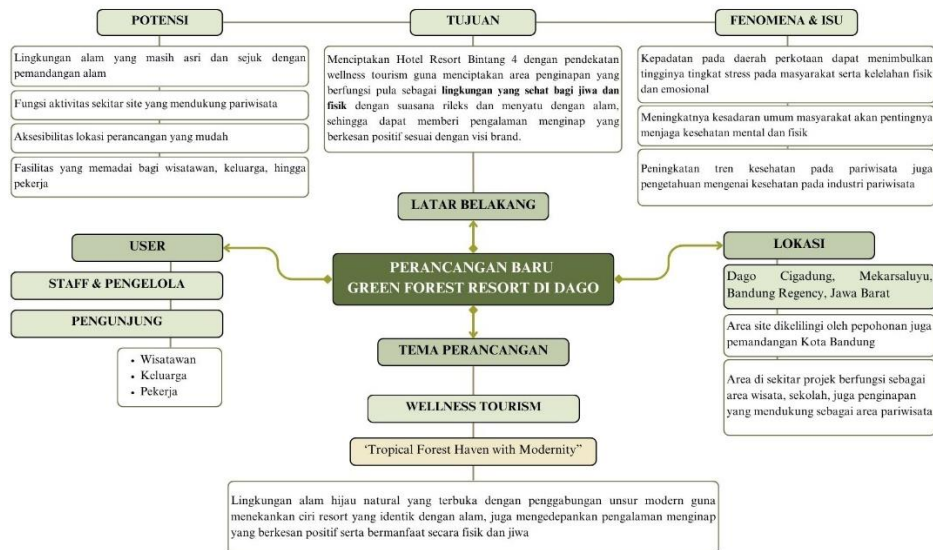 POTENSI
Lingkungan alam yang masih asri dan sejuk dengan
pemandangan alam
Fungsi aktivitas sekitar site yang mendukung pariwisata
Aksesibilitas lokasi perancangan yang mudah
Fasilitas yang memadai bagi wisatawan, keluarga, hingga
pekerja
TUJUAN
Menciptakan Hotel Resort Bintang 4 dengan pendekatan
wellness tourism guna menciptakan area penginapan yang
berfungsi pula sebagai lingkungan yang sehat bagi jiwa dan
fisik dengan suasana rileks dan menyatu dengan alam,
sehingga dapat memberi pengalaman menginap yang
berkesan positif sesuai dengan visi brand.
FENOMENA & ISU
Kepadatan pada daerah perkotaan dapat menimbulkan
tingginya tingkat stress pada masyarakat serta kelelahan fisik
dan emosional
Meningkatnya kesadaran umum masyarakat akan pentingnya
menjaga kesehatan mental dan fisik
Peningkatan tren kesehatan pada pariwisata juga
pengetahuan mengenai kesehatan pada industri pariwisata
LATAR BELAKANG
USER
STAFF & PENGELOLA
PENGUNJUNG
• Wisatawan
• Keluarga
• Pekerja
PERANCANGAN BARU
GREEN FOREST RESORT DI DAGO
LOKASI
Dago Cigadung, Mekarsaluyu,
Bandung Regency, Jawa Barat
Area site dikelilingi oleh pepohonan juga
pemandangan Kota Bandung
Area di sekitar projek berfungsi sebagai
area wisata, sekolah, juga penginapan
yang mendukung sebagai area pariwisata
TEMA PERANCANGAN
WELLNESS TOURISM
‘Tropical Forest Haven with Modernity”
Lingkungan alam hijau natural yang terbuka dengan penggabungan unsur modern guna
menekankan ciri resort yang identik dengan alam, juga mengedepankan pengalaman menginap
yang berkesan positif serta bermanfaat secara fisik dan jiwa